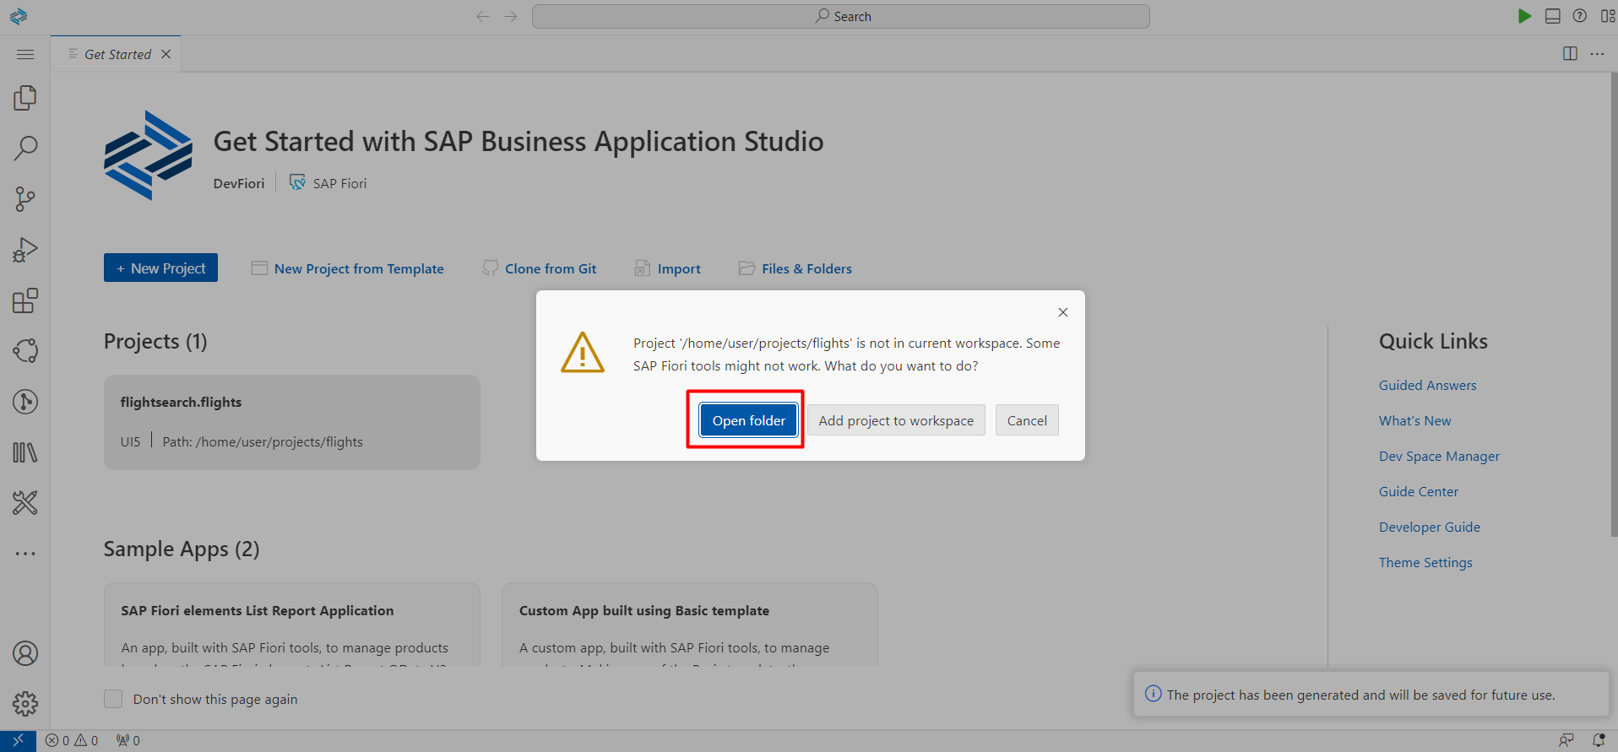 Search
Get Started
Get Started with SAP Business Application Studio
DevFiori
SAP Fiori
+ New Project
New Project from Template
Clone from Git
Import
Files & Folders
Project '/home/user/projects/flights' is not in current workspace. Some
SAP Fiori tools might not work. What do you want to do?
Open folder
Add project to workspace
Cancel
Projects (1)
flightsearch.flights
UI5
Path: /home/user/projects/flights
Quick Links
Guided Answers
What's New
Dev Space Manager
Guide Center
Developer Guide
Theme Settings
Sample Apps (2)
SAP Fiori elements List Report Application
An app, built with SAP Fiori tools, to manage products
Custom App built using Basic template
A custom app, built with SAP Fiori tools, to manage
Don't show this page again
The project has been generated and will be saved for future use.
0
0
0